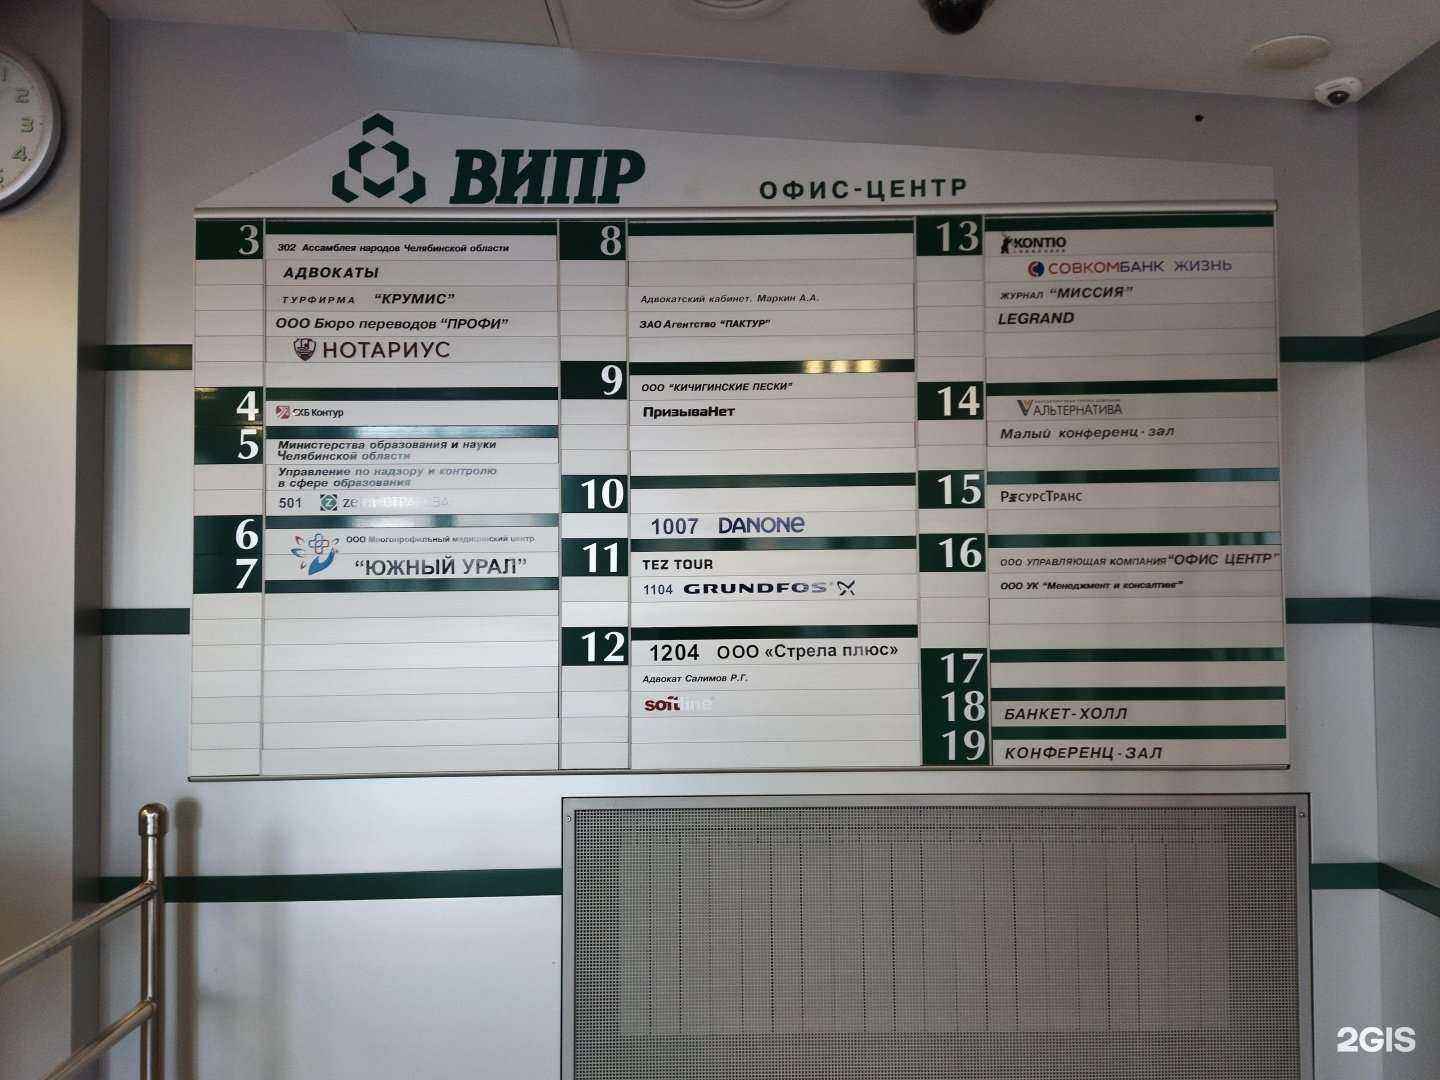 1
2
3
4
ВИПР
ОФИС-ЦЕНТР
3
302 Ассамблея народов Челябинской области
АДВОКАТЫ
ТУРФИРМА "КРУМИС"
ООО Бюро переводов "ПРОФИ"
НОТАРИУС
4
СКБ Контур
5
Министерства образования и науки
Челябинской области
Управление по надзору и контролю
в сфере образования
501
6
ООО Многопрофильный медицинский центр
7
"ЮЖНЫЙ УРАЛ"
8
Адвокатский кабинет. Маркин А.А.
ЗАО Агентство "ПАКТУР"
9
ООО "КИЧИГИНСКИЕ ПЕСКИ"
ПризываНет
10
1007 DANONE
11
TEZ TOUR
1104 GRUNDFOS
12
1204 ООО «Стрела плюс»
Адвокат Салимов Р.Г.
softline
13
KONTIO
СОВКОМБАНК ЖИЗНЬ
ЖУРНАЛ "МИССИЯ"
LEGRAND
14
АЛЬТЕРНАТИВА
Малый конференц-зал
15
РЕСУРСТРАНС
16
ООО УПРАВЛЯЮЩАЯ КОМПАНИЯ "ОФИС ЦЕНТР"
ООО УК "Менеджмент и консалтинг"
17
18
БАНКЕТ-ХОЛЛ
19
КОНФЕРЕНЦ-ЗАЛ
2GIS